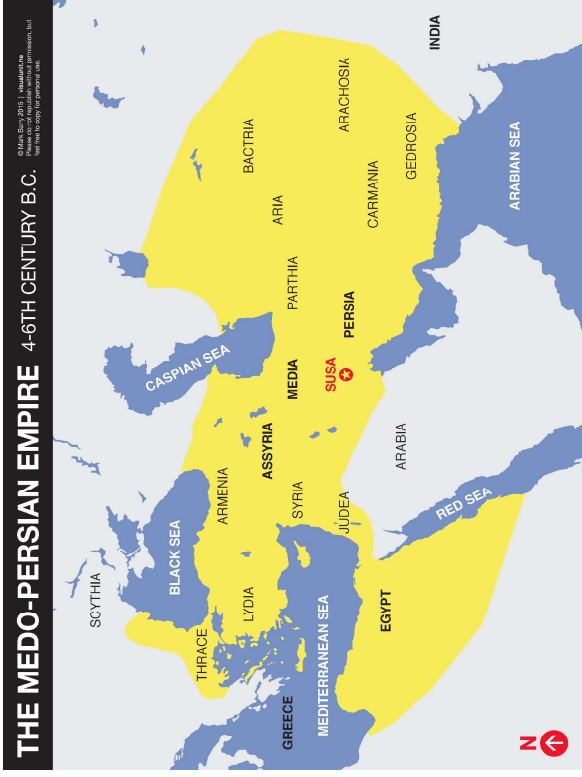 THE MEDO-PERSIAN EMPIRE 4-6TH CENTURY B.C.
© Mark Barry 2015 | visualunit.me
Please do not republish without permission, but
feel free to copy for personal use.
SCYTHIA
BLACK SEA
CASPIAN SEA
THRACE
LYDIA
ARMENIA
GREECE
MEDITERRANEAN SEA
SYRIA
ASSYRIA
MEDIA
PARTHIA
ARIA
BACTRIA
JUDEA
SUSA
PERSIA
CARMANIA
ARACHOSIA
GEDROSIA
INDIA
EGYPT
ARABIA
RED SEA
ARABIAN SEA
N